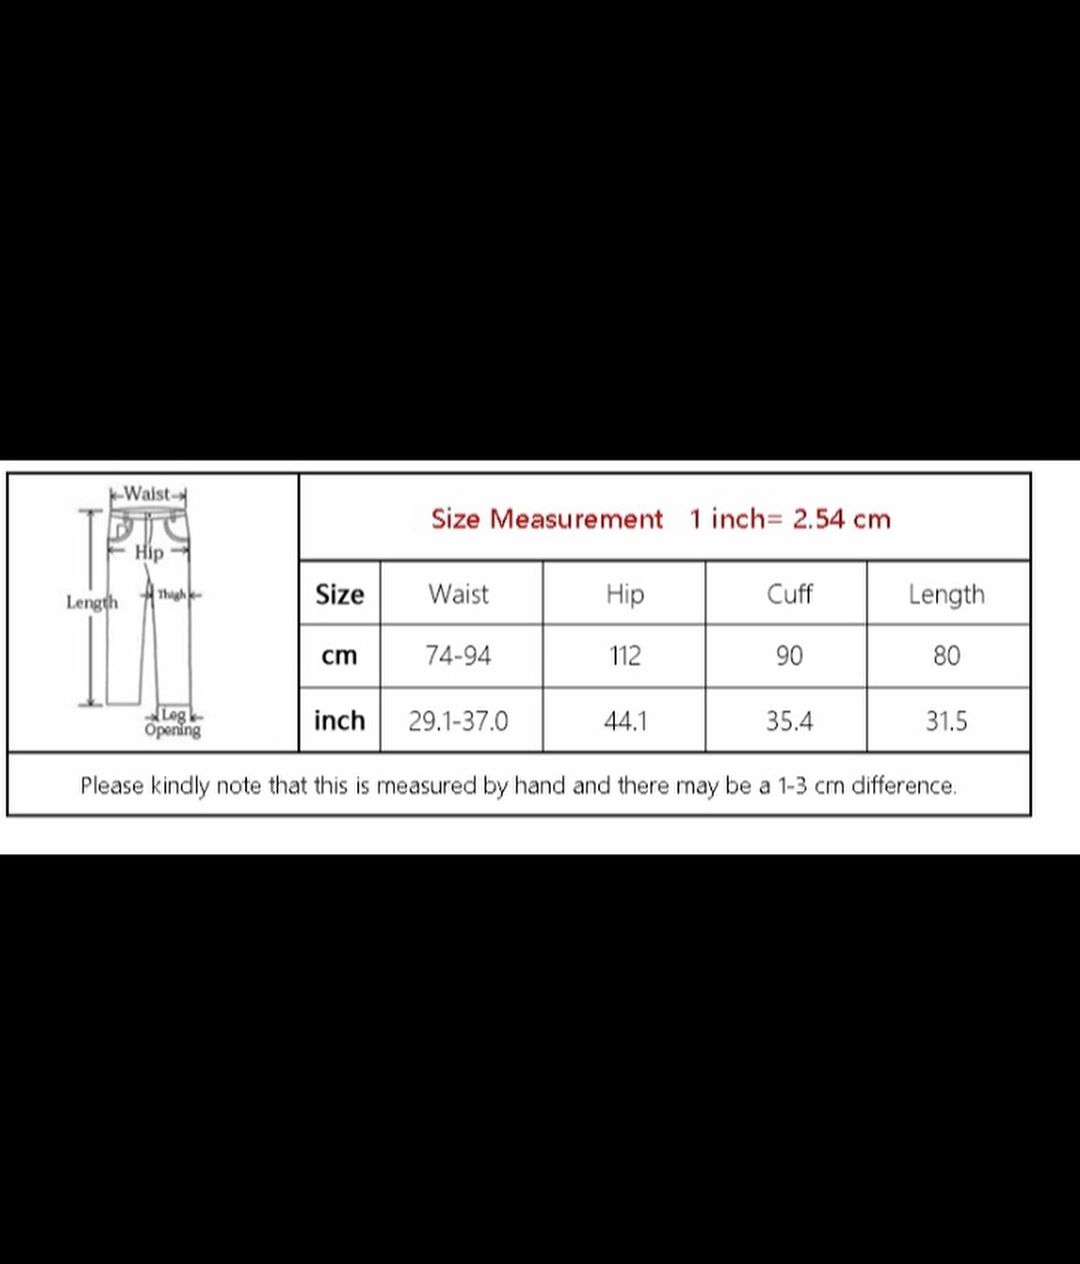 Waist
Hip
Thigh
Length
Leg
Opening
Size Measurement 1 inch= 2.54 cm
Size Waist Hip Cuff Length
cm 74-94 112 90 80
inch 29.1-37.0 44.1 35.4 31.5
Please kindly note that this is measured by hand and there may be a 1-3 cm difference.